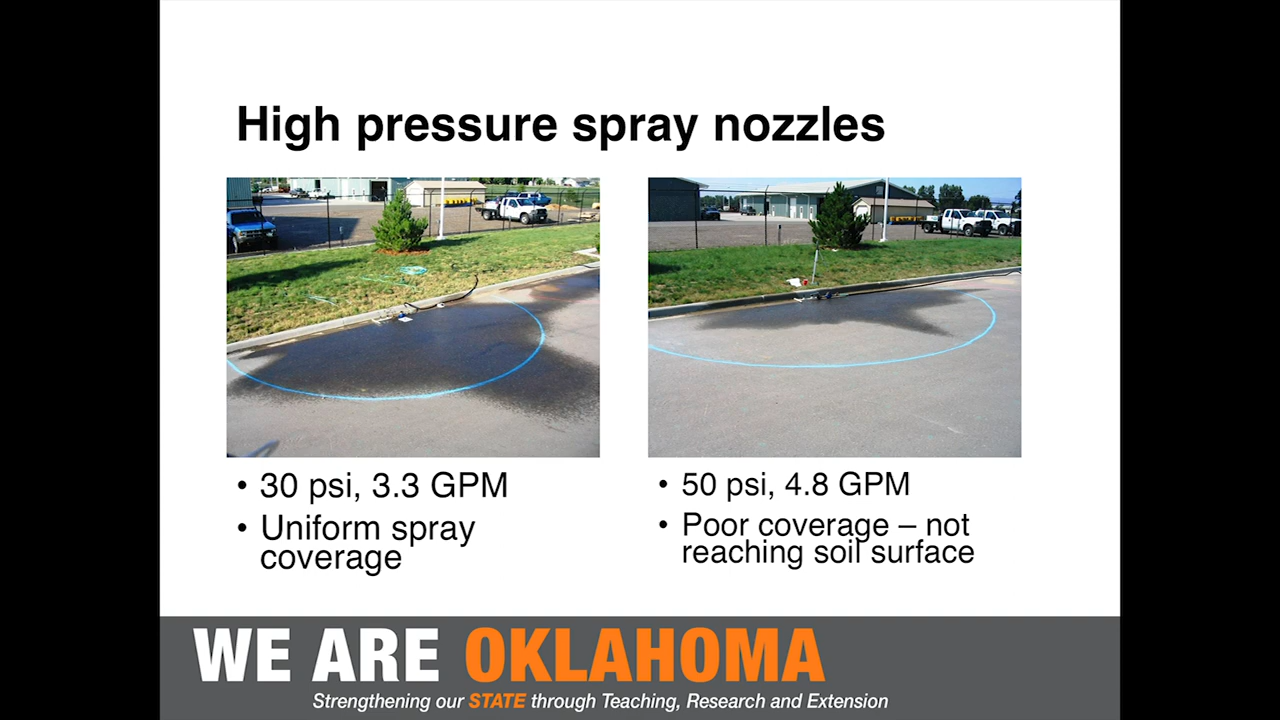 High pressure spray nozzles
• 30 psi, 3.3 GPM
• Uniform spray
coverage
• 50 psi, 4.8 GPM
• Poor coverage – not
reaching soil surface
WE ARE OKLAHOMA
Strengthening our STATE through Teaching, Research and Extension